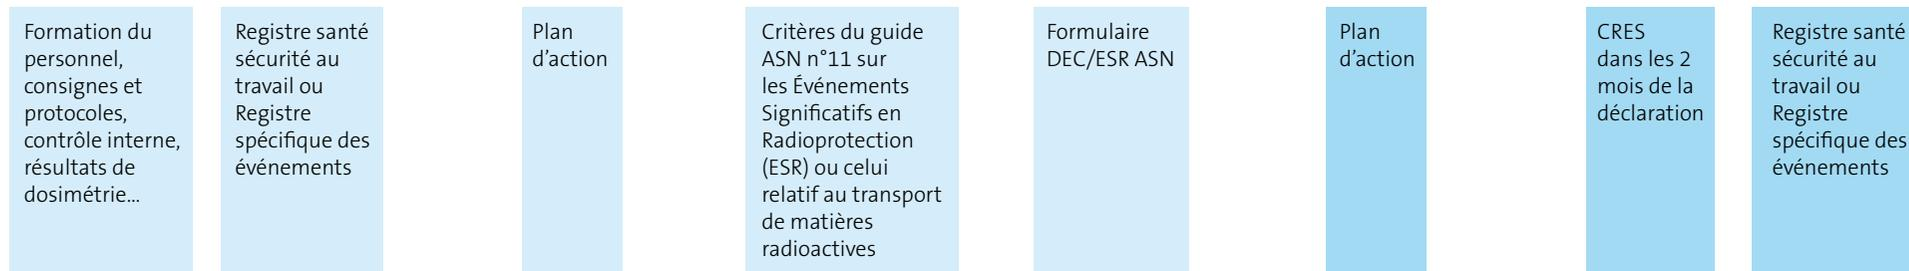 Formation du
personnel,
consignes et
protocoles,
contrôle interne,
résultats de
dosimétrie...
Registre santé
sécurité au
travail ou
Registre
spécifique des
événements
Plan
d’action
Critères du guide
ASN n°11 sur
les Événements
Significatifs en
Radioprotection
(ESR) ou celui
relatif au transport
de matières
radioactives
Formulaire
DEC/ESR ASN
Plan
d’action
CRES
dans les 2
mois de la
déclaration
Registre santé
sécurité au
travail ou
Registre
spécifique des
événements